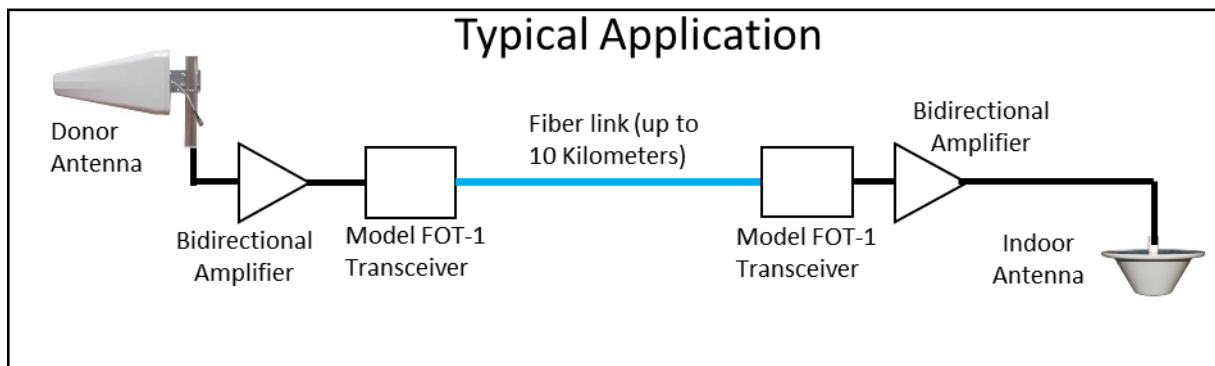 Typical Application
Donor
Antenna
Bidirectional
Amplifier
Model FOT-1
Transceiver
Fiber link (up to
10 Kilometers)
Model FOT-1
Transceiver
Bidirectional
Amplifier
Indoor
Antenna